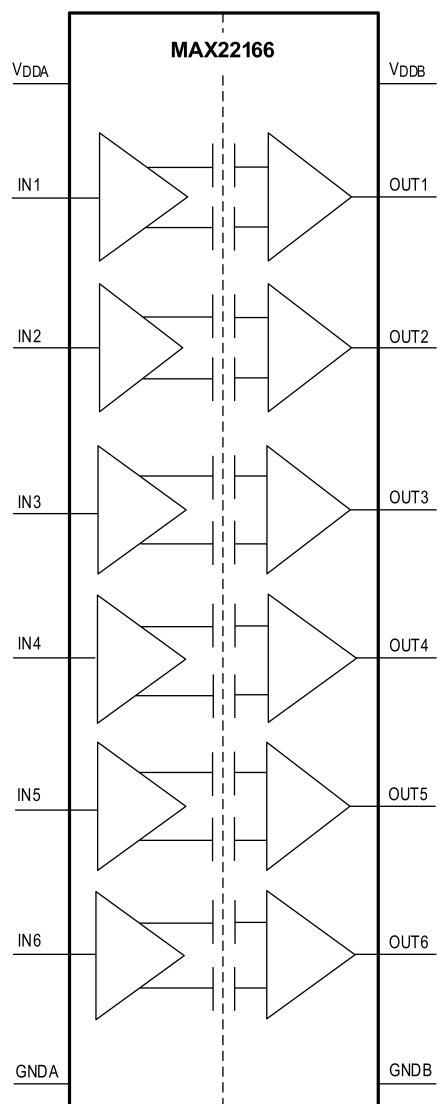 MAX22166
VDDA
VDDB
IN1
OUT1
IN2
OUT2
IN3
OUT3
IN4
OUT4
IN5
OUT5
IN6
OUT6
GNDA
GNDB